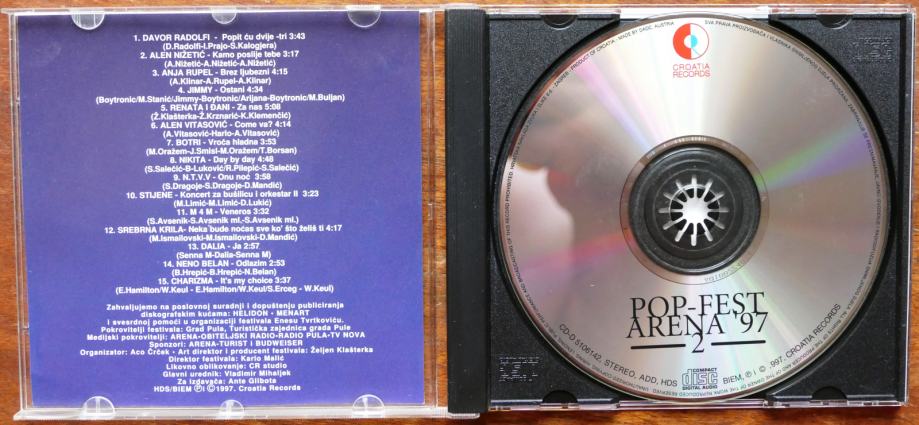 1. DAVOR RADOLFI - Popit ću dvije -tri 3:43
(D.Radolfi-I.Prajo-S.Kalogjera)
2. ALEN NIŽETIĆ - Kamo poslije tebe 3:17
(A.Nižetić-A.Nižetić-A.Nižetić)
3. ANJA RUPEL - Brez ljubezni 4:15
(A.Klinar-A.Rupel-A.Klinar)
4. JIMMY - Ostani 4:34
(Boytronic/M.Stanić/Jimmy-Boytronic/Arijana-Boytronic/M.Buljan)
5. RENATA I ĐANI - Za nas 5:08
(Ž.Klašterka-Ž.Krznarić-K.Klemenčić)
6. ALEN VITASOVIĆ - Come va? 4:14
(A.Vitasović-Harlo-A.Vitasović)
7. BOTRI - Vroča hladna 3:53
(M.Oražem-J.Smisl-M.Oražem/T.Borsan)
8. NIKITA - Day by day 4:48
(S.Salečić-B-Luković/R.Pilepić-S.Salečić)
9. N.T.V.V - Onu noć 3:58
(S.Dragoje-S.Dragoje-D.Mandić)
10. STIJENE - Koncert za bušilicu i orkestar II 3:23
(M.Limić-M.Limić-D.Lukić)
11. M 4 M - Veneros 3:32
(S.Avsenik-S.Avsenik ml.-S.Avsenik ml.)
12. SREBRNA KRILA- Neka bude noćas sve ko' što želiš ti 4:17
(M.Ismailovski-M.Ismailovski-D.Mandić)
13. DALIA - Ja 2:57
(Senna M-Dalia-Senna M)
14. NENO BELAN - Odlazim 2:53
(B.Hrepić-B.Hrepić-N.Belan)
15. CHARIZMA - It's my choice 3:37
(E.Hamilton/W.Keul - E.Hamilton/W.Keul/S.Erceg - W.Keul)
Zahvaljujemo na poslovnoj suradnji i dopuštenju publiciranja
diskografskim kućama: HELIDON - MENART
i svesrdnoj pomoći u organizaciji festivala Enesu Tvrtkoviću.
Pokrovitelji festivala: Grad Pula, Turistička zajednica grada Pule
Medijski pokrovitelji: ARENA-OBITELJSKI RADIO-RADIO PULA-TV NOVA
Sponzori: ARENA-TURIST I BUDWEISER
Organizator: Aco Črček - Art direktor i producent festivala: Željen Klašterka
Direktor festivala: Karlo Malić
Likovno oblikovanje: CR studio
Glavni urednik: Vladimir Mihaljek
Za izdavača: Ante Glibota
HDS/BIEM Ⓟ Ⓒ 1997. Croatia Records
CROATIA
RECORDS
POP-FEST
ARENA '97
2
COMPACT
disc
DIGITAL AUDIO
CD-D 5106142, STEREO, ADD, HDS
BIEM, Ⓟ i Ⓒ ,997. CROATIA RECORDS